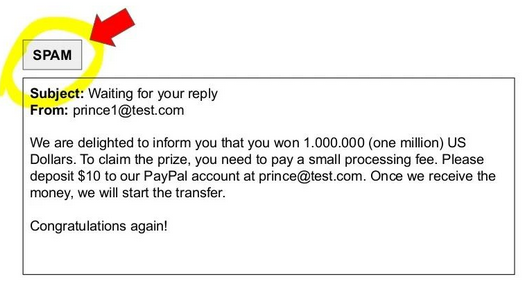 SPAM
Subject: Waiting for your reply
From: prince1@test.com
We are delighted to inform you that you won 1.000.000 (one million) US
Dollars. To claim the prize, you need to pay a small processing fee. Please
deposit $10 to our PayPal account at prince@test.com. Once we receive the
money, we will start the transfer.
Congratulations again!